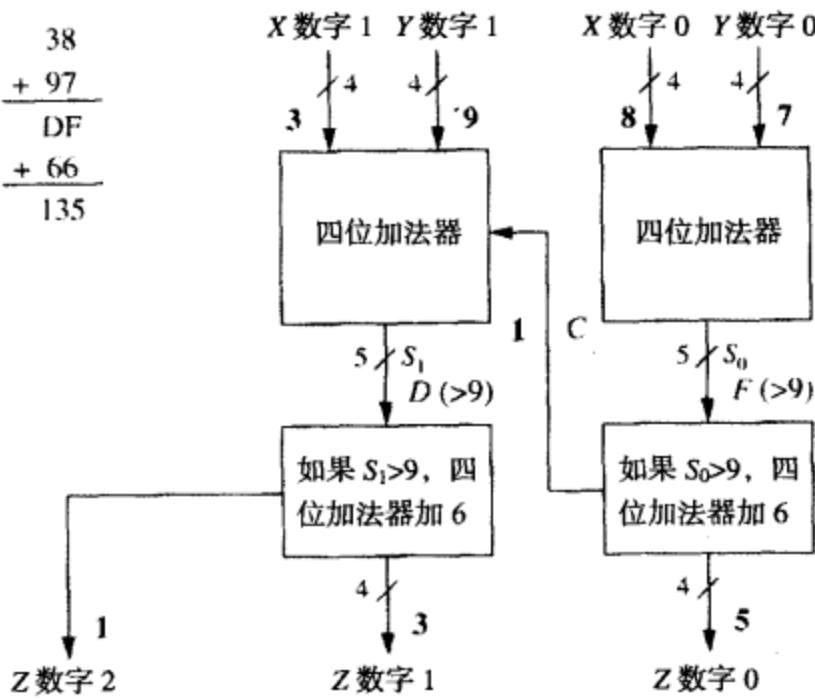 38
+ 97
DF
+ 66
135
X 数字 1 Y 数字 1 X 数字 0 Y 数字 0
4 4 4 4
3 9 8 7
四位加法器 四位加法器
1 C
5 S₁ 5 S₀
D (>9) F (>9)
如果 S₁>9，四
位加法器加 6
如果 S₀>9，四
位加法器加 6
4 4
1 3 5
Z 数字 2 Z 数字 1 Z 数字 0